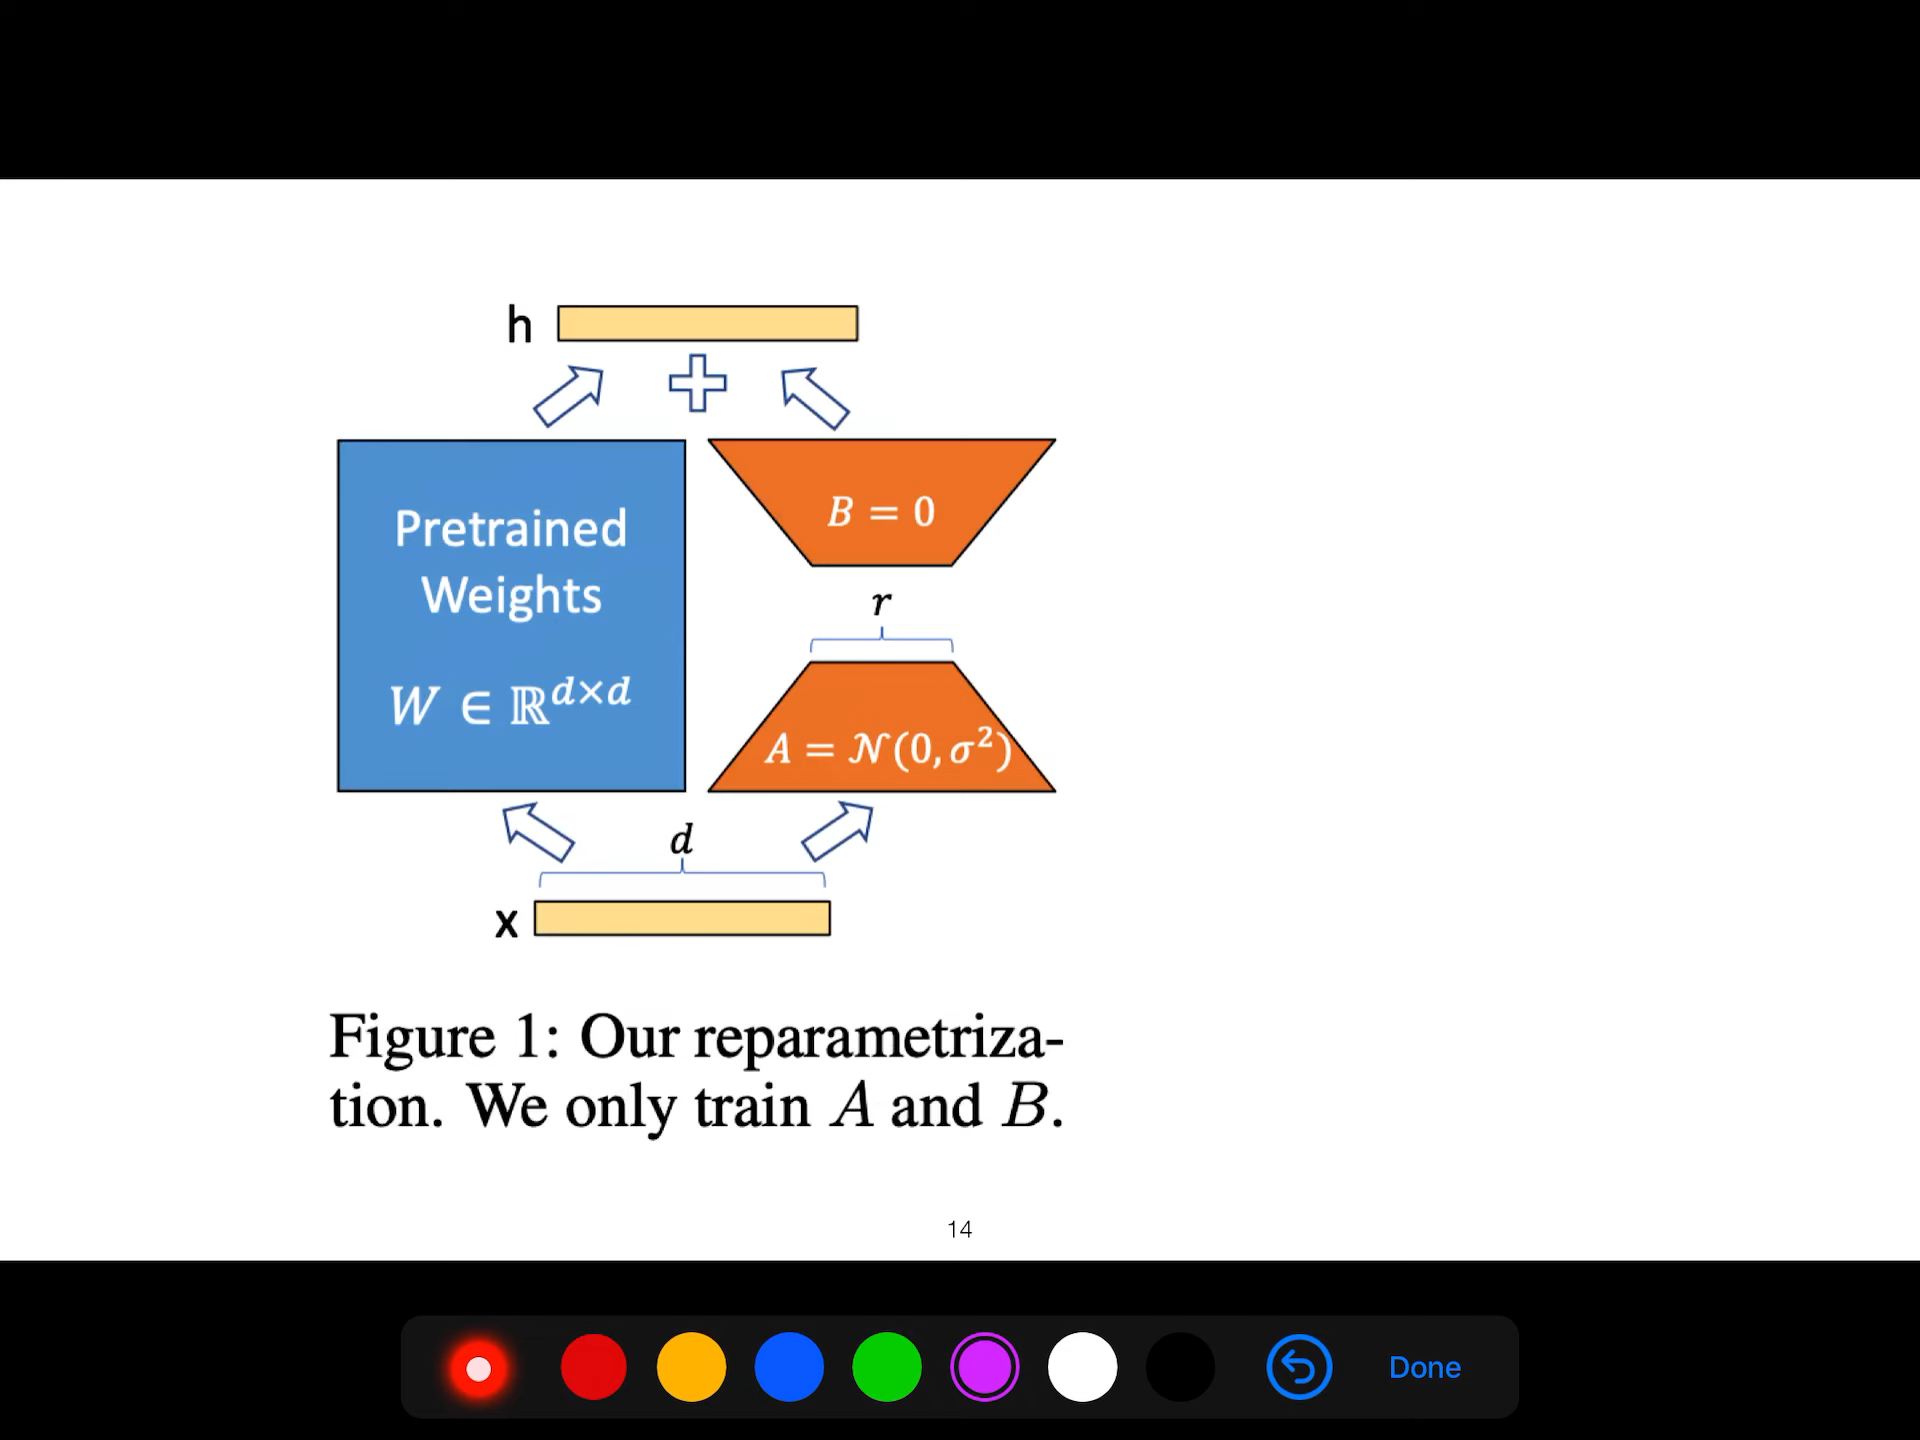 h
Pretrained
Weights
W ∈ ℝ^{d×d}
B = 0
r
A = 𝒩(0, σ²)
d
x
Figure 1: Our reparametriza-
tion. We only train A and B.
14
Done